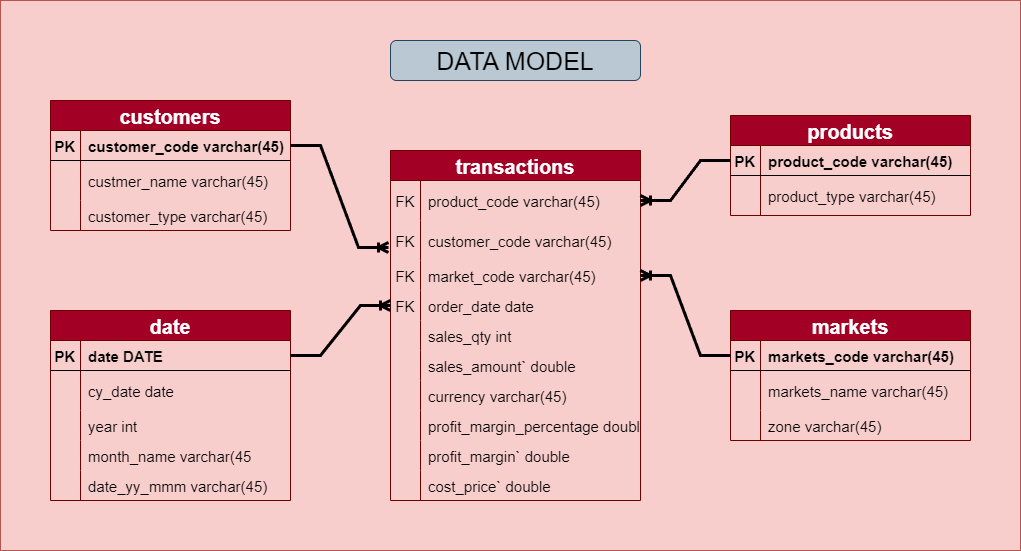 DATA MODEL
customers
PK customer_code varchar(45)
custmer_name varchar(45)
customer_type varchar(45)
date
PK date DATE
cy_date date
year int
month_name varchar(45
date_yy_mmm varchar(45)
transactions
FK product_code varchar(45)
FK customer_code varchar(45)
FK market_code varchar(45)
FK order_date date
sales_qty int
sales_amount` double
currency varchar(45)
profit_margin_percentage doubl
profit_margin` double
cost_price` double
products
PK product_code varchar(45)
product_type varchar(45)
markets
PK markets_code varchar(45)
markets_name varchar(45)
zone varchar(45)